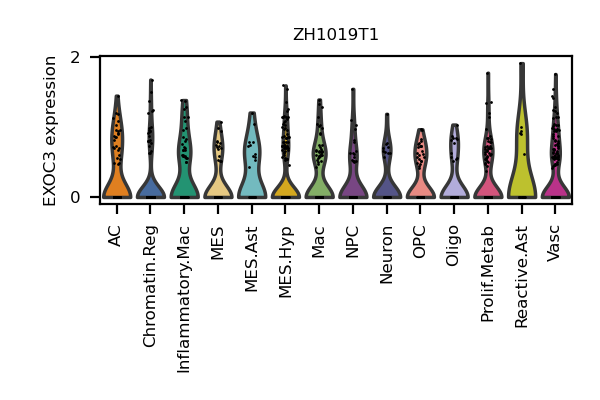 ZH1019T1
EXOC3 expression
2
0
AC
Chromatin.Reg
Inflammatory.Mac
MES
MES.Ast
MES.Hyp
Mac
NPC
Neuron
OPC
Oligo
Prolif.Metab
Reactive.Ast
Vasc